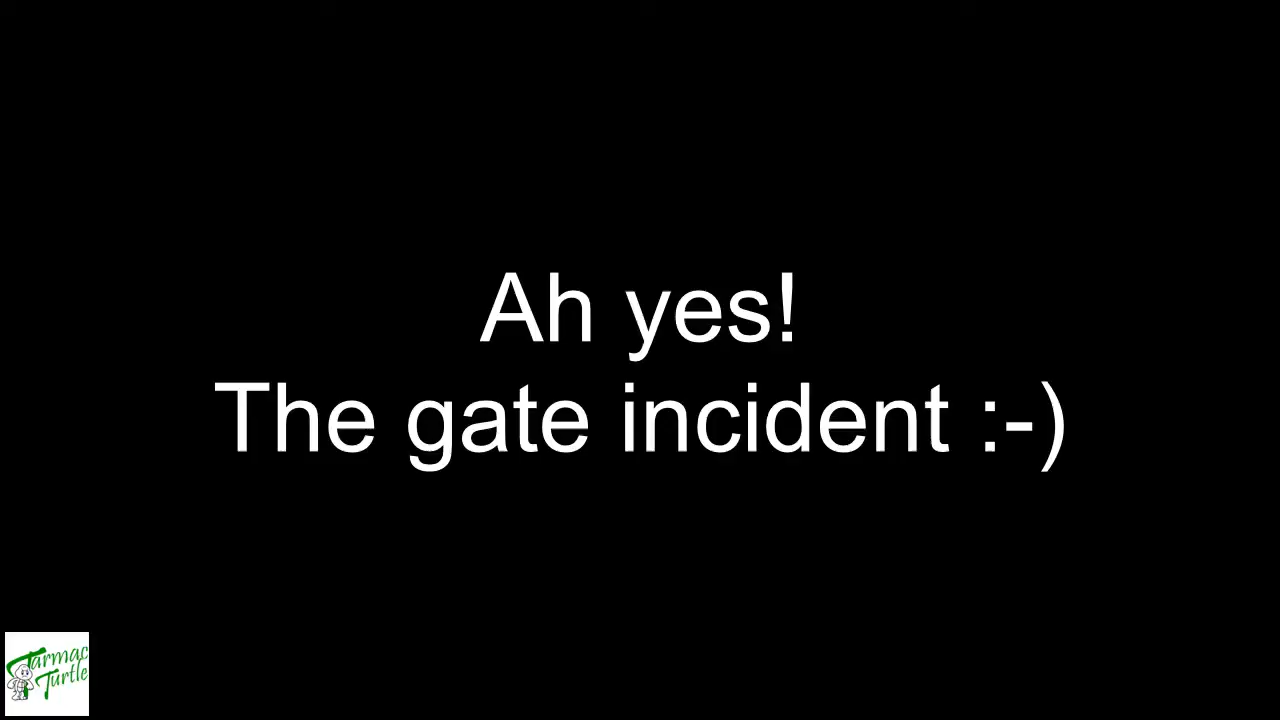 Ah yes!
The gate incident :-)
Tarmac
Turtle